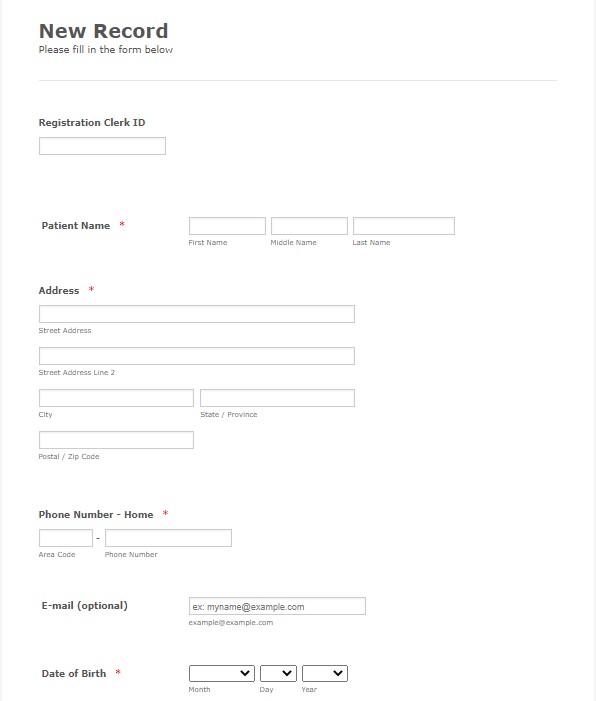 New Record
Please fill in the form below
Registration Clerk ID
Patient Name *
First Name Middle Name Last Name
Address *
Street Address
Street Address Line 2
City State / Province
Postal / Zip Code
Phone Number - Home *
-
Area Code Phone Number
E-mail (optional) ex: myname@example.com
example@example.com
Date of Birth *
Month Day Year